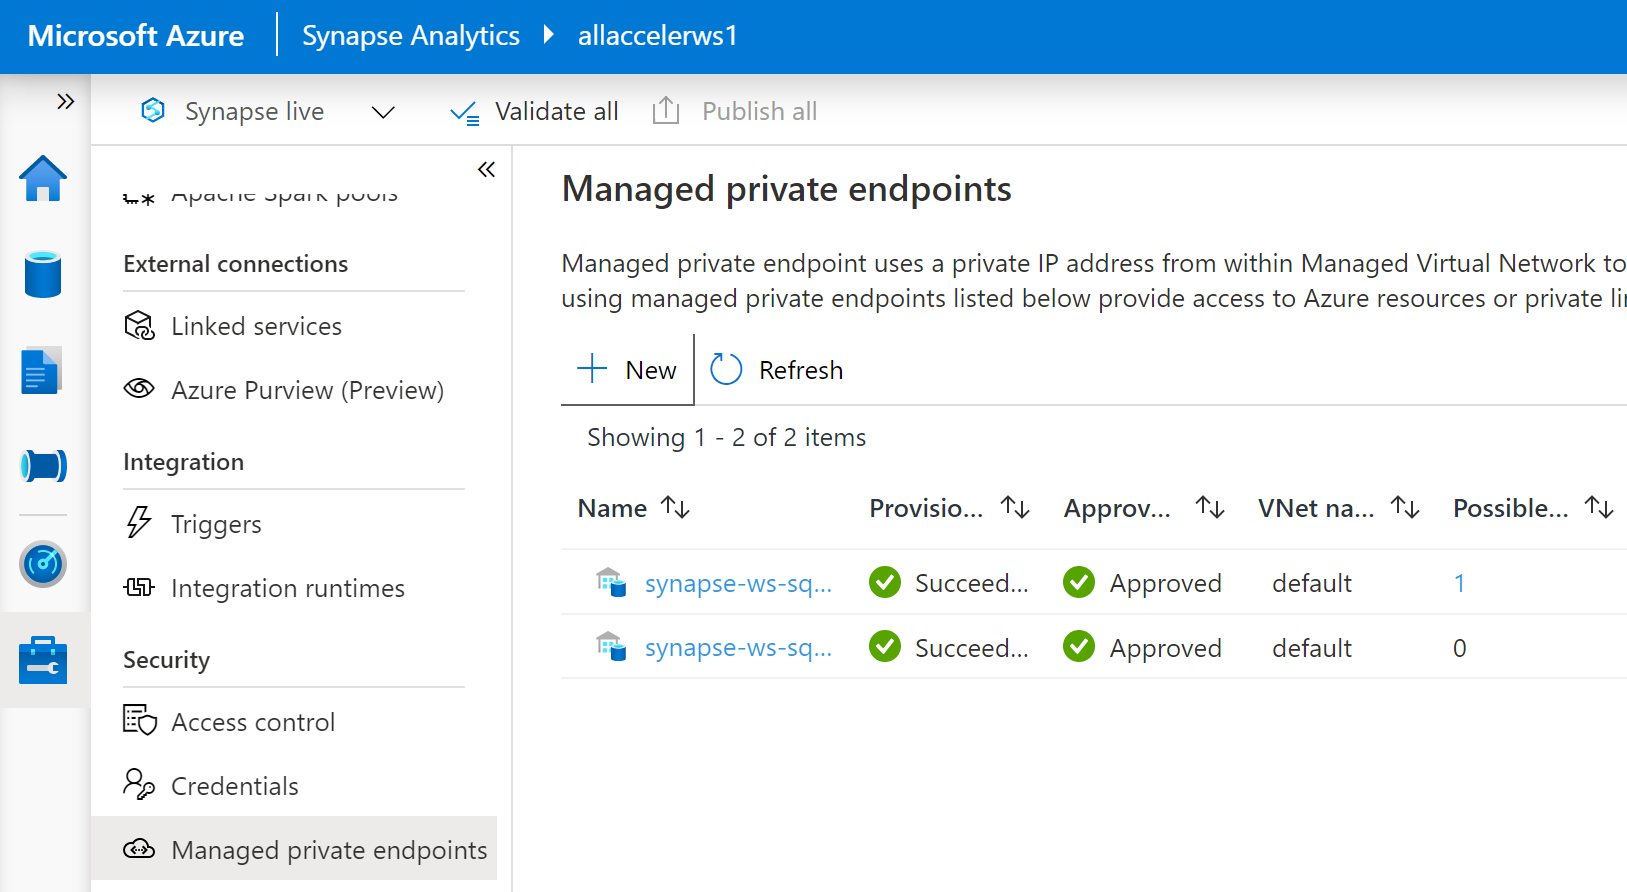 Microsoft Azure
Synapse Analytics
allaccelerws1
Synapse live
Validate all
Publish all
Apache Spark pools
External connections
Linked services
Azure Purview (Preview)
Integration
Triggers
Integration runtimes
Security
Access control
Credentials
Managed private endpoints
Managed private endpoints
Managed private endpoint uses a private IP address from within Managed Virtual Network to
using managed private endpoints listed below provide access to Azure resources or private
New
Refresh
Showing 1 - 2 of 2 items
Name Provisio... Approv... VNet na... Possible...
synapse-ws-sq... Succeed... Approved default 1
synapse-ws-sq... Succeed... Approved default 0